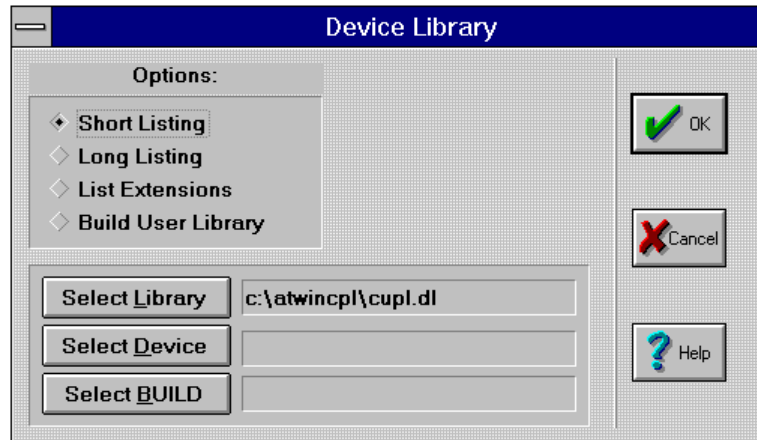 Device Library
Options:
Short Listing
Long Listing
List Extensions
Build User Library
OK
Cancel
Select Library c:\atwincpl\cupl.dl
Select Device
Help
Select BUILD